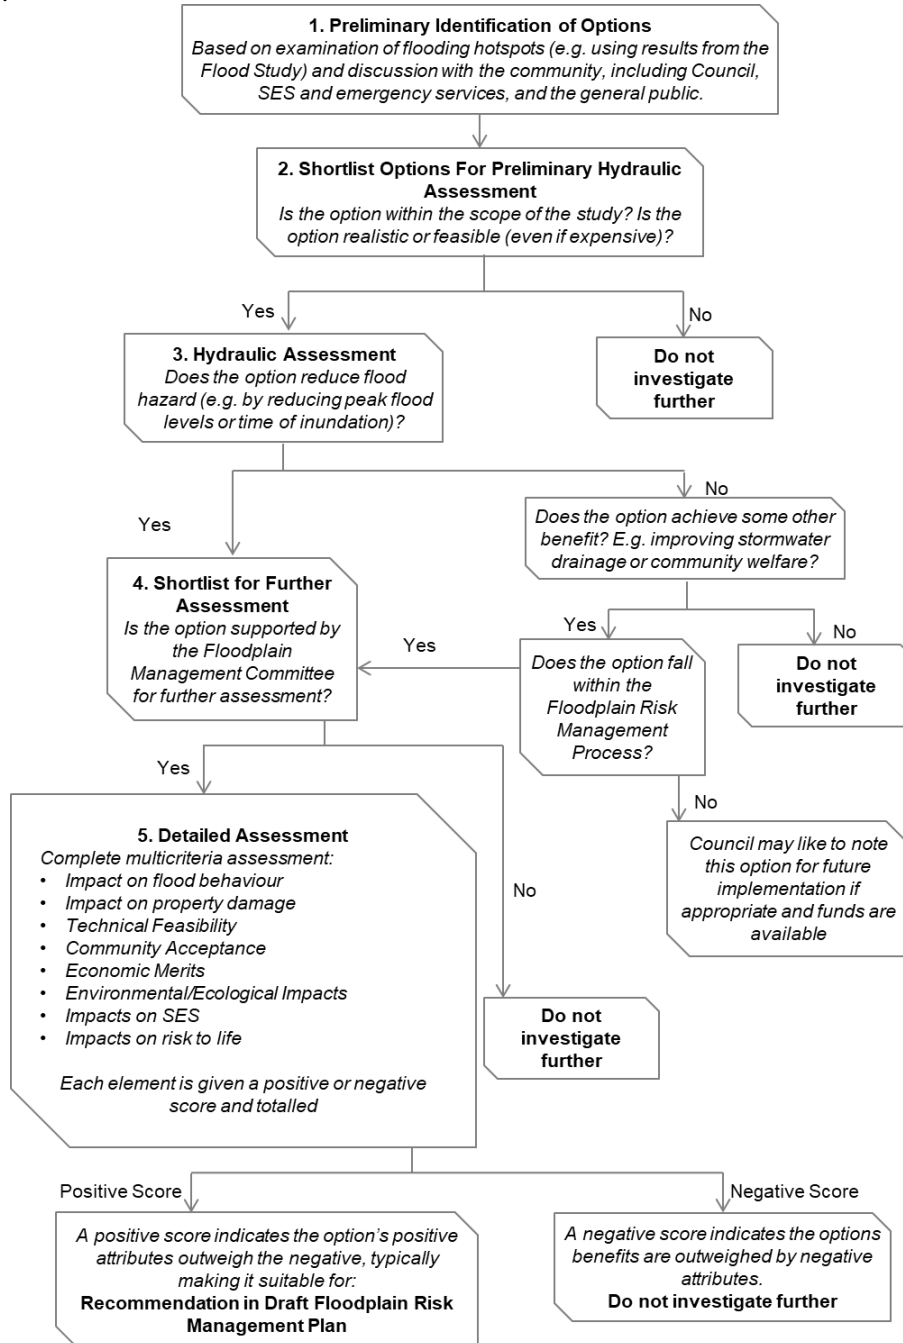 1. Preliminary Identification of Options
Based on examination of flooding hotspots (e.g. using results from the
Flood Study) and discussion with the community, including Council,
SES and emergency services, and the general public.
2. Shortlist Options For Preliminary Hydraulic
Assessment
Is the option within the scope of the study? Is the
option realistic or feasible (even if expensive)?
Yes
No
3. Hydraulic Assessment
Does the option reduce flood
hazard (e.g. by reducing peak flood
levels or time of inundation)?
Do not
investigate
further
Yes
No
Does the option achieve some other
benefit? E.g. improving stormwater
drainage or community welfare?
4. Shortlist for Further
Assessment
Is the option supported by
the Floodplain
Management Committee
for further assessment?
Yes
Yes
No
Does the option fall
within the
Floodplain Risk
Management
Process?
Do not
investigate
further
Yes
No
No
Council may like to note
this option for future
implementation if
appropriate and funds are
available
5. Detailed Assessment
Complete multicriteria assessment:
• Impact on flood behaviour
• Impact on property damage
• Technical Feasibility
• Community Acceptance
• Economic Merits
• Environmental/Ecological Impacts
• Impacts on SES
• Impacts on risk to life
Each element is given a positive or negative
score and totalled
Do not
investigate
further
Positive Score
Negative Score
A positive score indicates the option's positive
attributes outweigh the negative, typically
making it suitable for:
Recommendation in Draft Floodplain Risk
Management Plan
A negative score indicates the options
benefits are outweighed by negative
attributes.
Do not investigate further